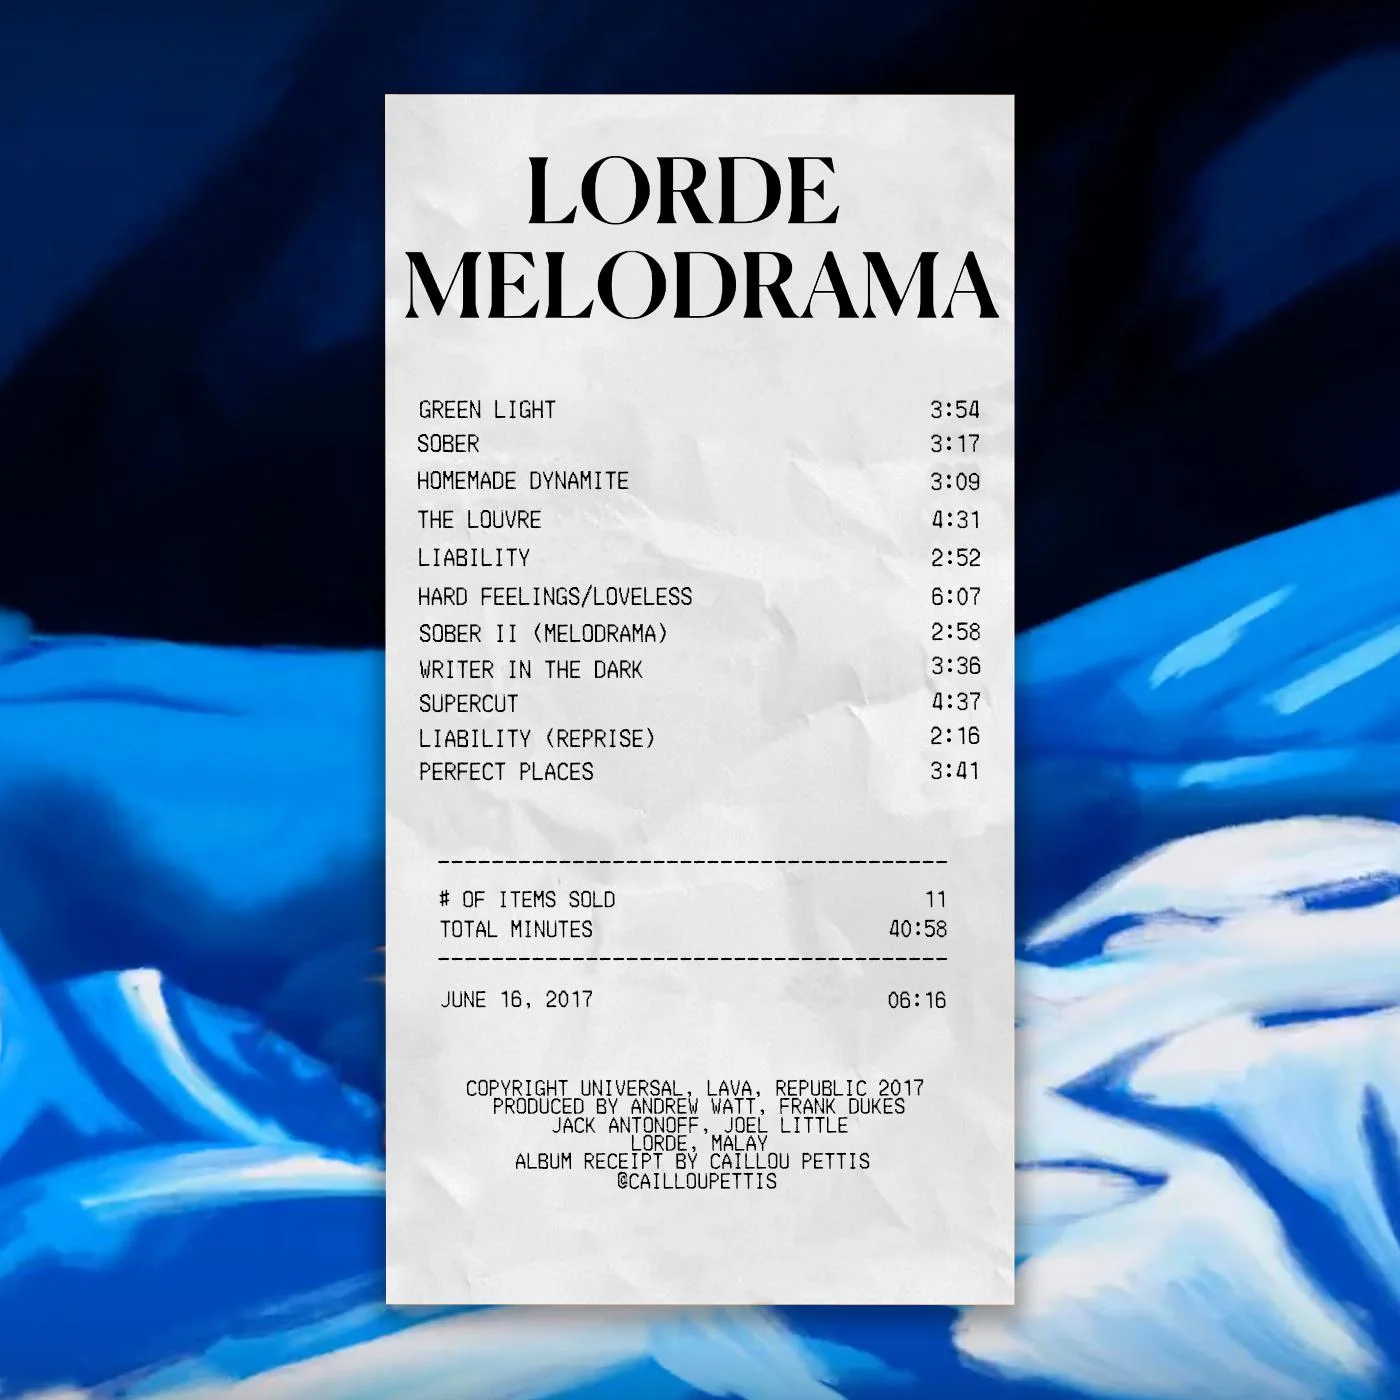 LORDE
MELODRAMA
GREEN LIGHT 3:54
SOBER 3:17
HOMEMADE DYNAMITE 3:09
THE LOUVRE 4:31
LIABILITY 2:52
HARD FEELINGS/LOVELESS 6:07
SOBER II (MELODRAMA) 2:58
WRITER IN THE DARK 3:36
SUPERCUT 4:37
LIABILITY (REPRISE) 2:16
PERFECT PLACES 3:41
----------------------------------------
# OF ITEMS SOLD 11
TOTAL MINUTES 40:58
----------------------------------------
JUNE 16, 2017 06:16
COPYRIGHT UNIVERSAL, LAVA, REPUBLIC 2017
PRODUCED BY ANDREW WATT, FRANK DUKES
JACK ANTONOFF, JOEL LITTLE
LORDE, MALAY
ALBUM RECEIPT BY CAILLOU PETTIS
@CAILLOUPETTIS